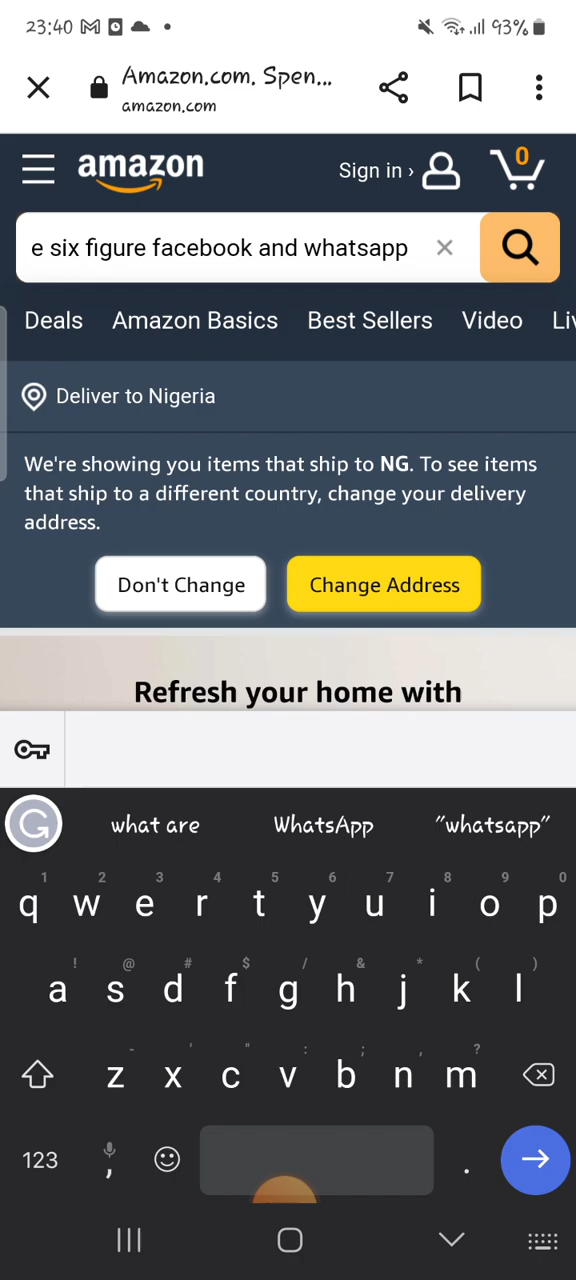 23:40 93%
Amazon.com. Spen...
amazon.com
amazon Sign in › 0
e six figure facebook and whatsapp
Deals Amazon Basics Best Sellers Video Liv
Deliver to Nigeria
We're showing you items that ship to NG. To see items
that ship to a different country, change your delivery
address.
Don't Change Change Address
Refresh your home with
what are WhatsApp "whatsapp"
1 2 3 4 5 6 7 8 9 0
q w e r t y u i o p
! @ # $ / & * ( )
a s d f g h j k l
- ' " : ; , ?
z x c v b n m
123 , .